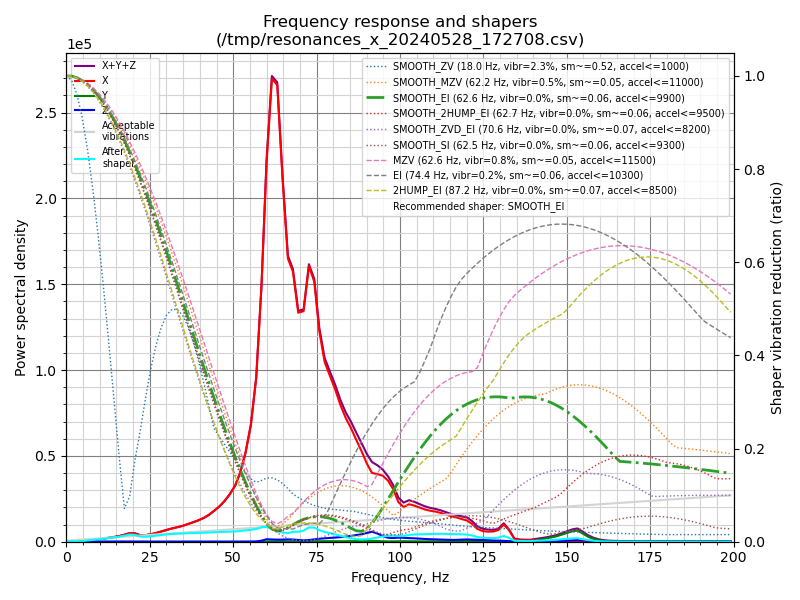 Frequency response and shapers
(/tmp/resonances_x_20240528_172708.csv)
1e5
X+Y+Z
X
Y
Z
Acceptable
vibrations
After
shaper
SMOOTH_ZV (18.0 Hz, vibr=2.3%, sm~=0.52, accel<=1000)
SMOOTH_MZV (62.2 Hz, vibr=0.5%, sm~=0.05, accel<=11000)
SMOOTH_EI (62.6 Hz, vibr=0.0%, sm~=0.06, accel<=9900)
SMOOTH_2HUMP_EI (62.7 Hz, vibr=0.0%, sm~=0.06, accel<=9500)
SMOOTH_ZVD_EI (70.6 Hz, vibr=0.0%, sm~=0.07, accel<=8200)
SMOOTH_SI (62.5 Hz, vibr=0.0%, sm~=0.06, accel<=9300)
MZV (62.6 Hz, vibr=0.8%, sm~=0.05, accel<=11500)
EI (74.4 Hz, vibr=0.2%, sm~=0.06, accel<=10300)
2HUMP_EI (87.2 Hz, vibr=0.0%, sm~=0.07, accel<=8500)
Recommended shaper: SMOOTH_EI
Power spectral density
2.5
2.0
1.5
1.0
0.5
0.0
1.0
0.8
0.6
0.4
0.2
0.0
Shaper vibration reduction (ratio)
0 25 50 75 100 125 150 175 200
Frequency, Hz